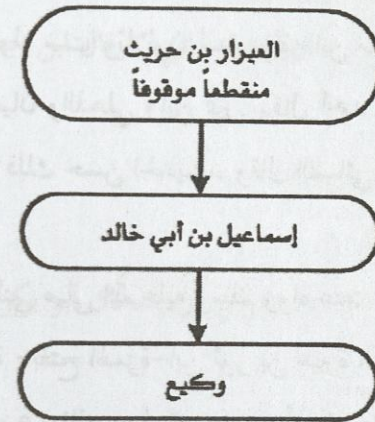 العيزار بن حريث
منقطعاً موقوفاً
إسماعيل بن أبي خالد
وكيع